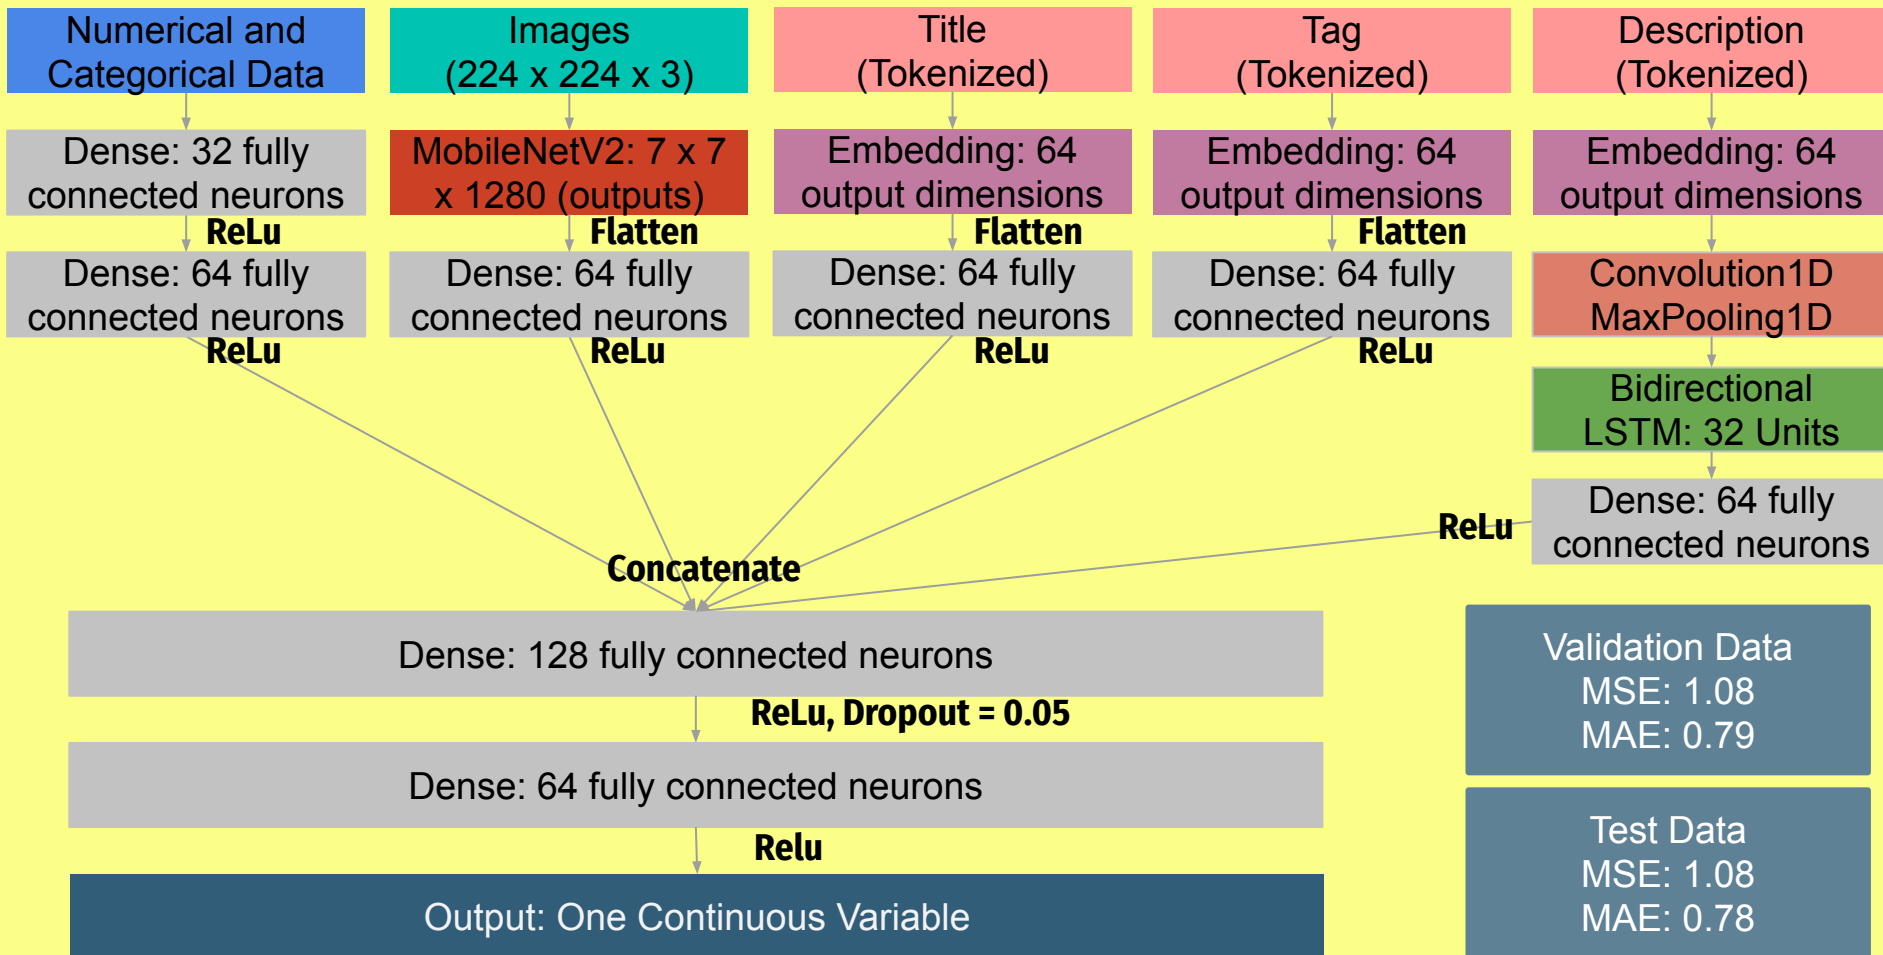 Numerical and
Categorical Data
Images
(224 x 224 x 3)
Title
(Tokenized)
Tag
(Tokenized)
Description
(Tokenized)
Dense: 32 fully
connected neurons
MobileNetV2: 7 x 7
x 1280 (outputs)
Embedding: 64
output dimensions
Embedding: 64
output dimensions
Embedding: 64
output dimensions
ReLu
Flatten
Flatten
Flatten
Dense: 64 fully
connected neurons
Dense: 64 fully
connected neurons
Dense: 64 fully
connected neurons
Dense: 64 fully
connected neurons
Convolution1D
MaxPooling1D
ReLu
ReLu
ReLu
ReLu
Bidirectional
LSTM: 32 Units
Dense: 64 fully
connected neurons
ReLu
Concatenate
Dense: 128 fully connected neurons
ReLu, Dropout = 0.05
Dense: 64 fully connected neurons
Relu
Output: One Continuous Variable
Validation Data
MSE: 1.08
MAE: 0.79
Test Data
MSE: 1.08
MAE: 0.78